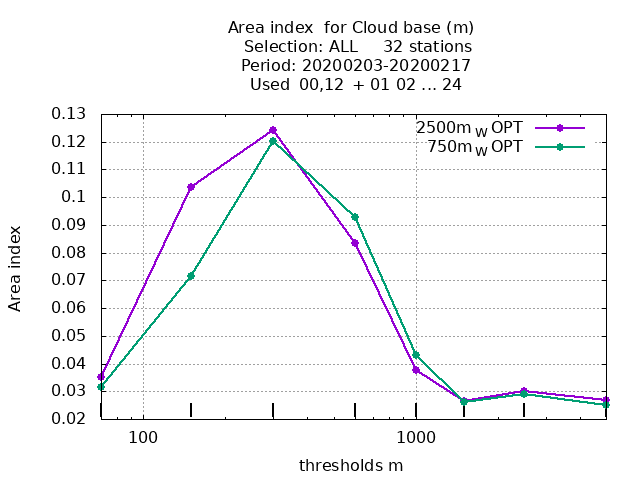 Area index  for Cloud base (m)
Selection: ALL     32 stations
Period: 20200203-20200217
Used  00,12  + 01 02 ... 24
2500m W OPT
750m W OPT
0.13
0.12
0.11
0.1
0.09
0.08
0.07
0.06
0.05
0.04
0.03
0.02
Area index
100 1000
thresholds m